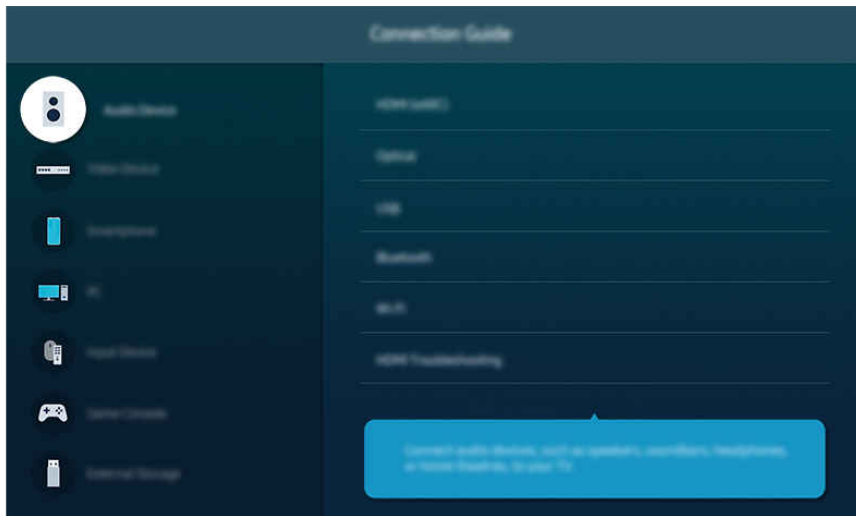 Connection Guide
Audio Device
HDMI (eARC)
Video Device
Optical
Smartphone
USB
PC
Bluetooth
Input Device
Wi-Fi
Game Console
HDMI Troubleshooting
External Storage
Connect audio devices, such as speakers, soundbars, headphones,
or home theatres, to your TV.